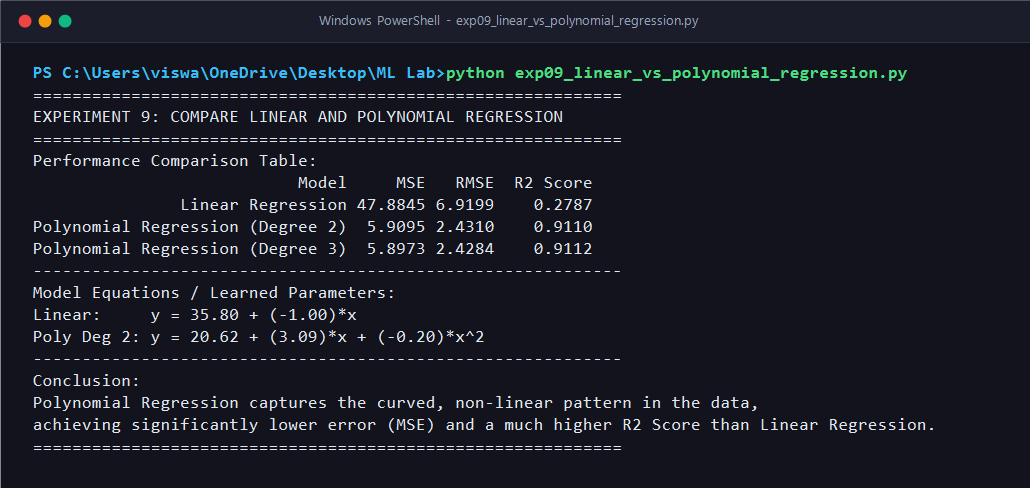 Windows PowerShell - exp09_linear_vs_polynomial_regression.py
PS C:\Users\viswa\OneDrive\Desktop\ML Lab>python exp09_linear_vs_polynomial_regression.py
============================================================
EXPERIMENT 9: COMPARE LINEAR AND POLYNOMIAL REGRESSION
============================================================
Performance Comparison Table:
                           Model     MSE   RMSE  R2 Score
               Linear Regression 47.8845 6.9199    0.2787
Polynomial Regression (Degree 2)  5.9095 2.4310    0.9110
Polynomial Regression (Degree 3)  5.8973 2.4284    0.9112
------------------------------------------------------------
Model Equations / Learned Parameters:
Linear:     y = 35.80 + (-1.00)*x
Poly Deg 2: y = 20.62 + (3.09)*x + (-0.20)*x^2
------------------------------------------------------------
Conclusion:
Polynomial Regression captures the curved, non-linear pattern in the data,
achieving significantly lower error (MSE) and a much higher R2 Score than Linear Regression.
============================================================